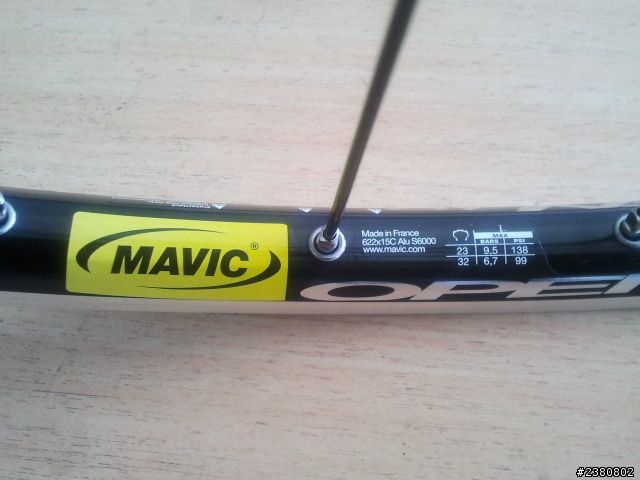 MAVIC®
Made in France
622x15C Alu S6000
www.mavic.com
MAX
BARS PSI
23 9.5 138
32 6,7 99
OPE
#2380802